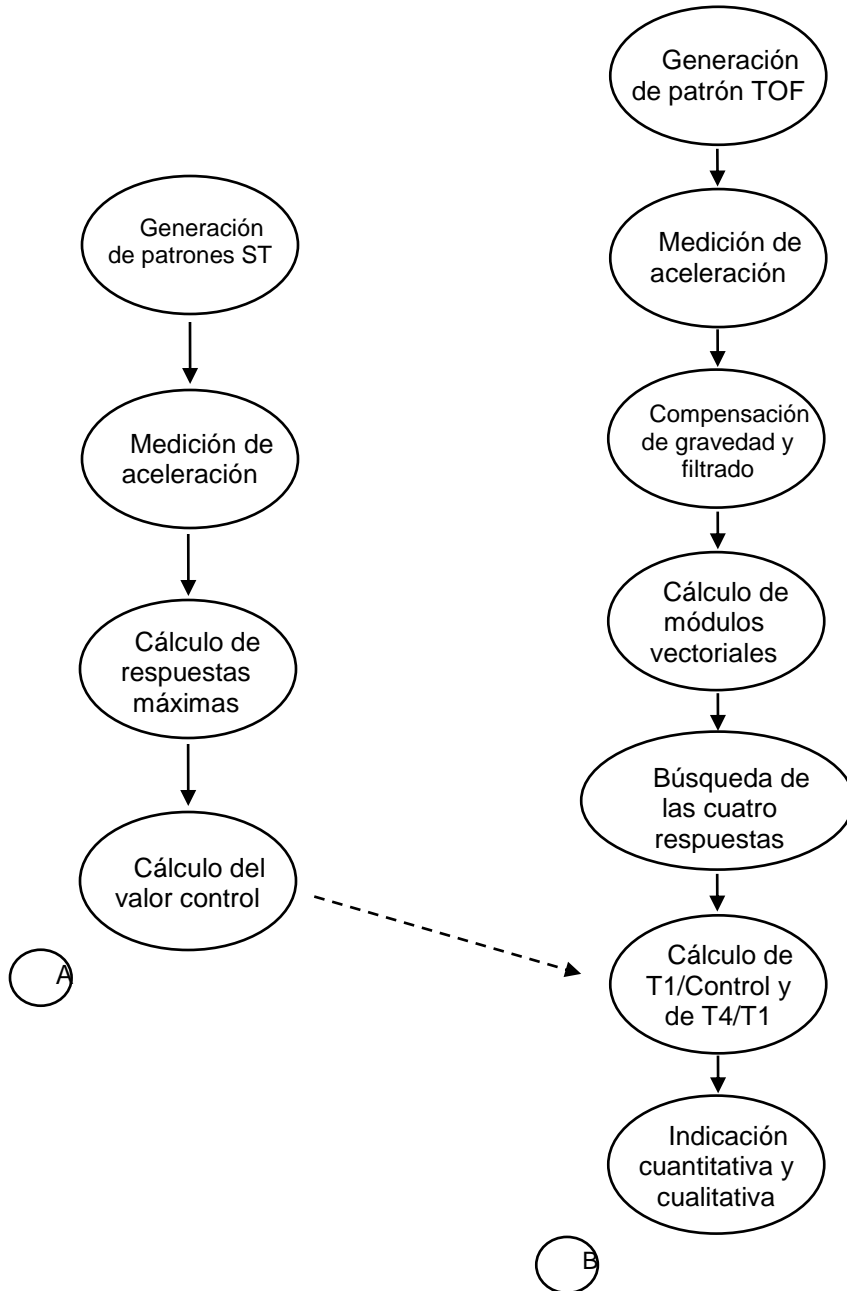 Generación
de patrones ST
Medición de
aceleración
Cálculo de
respuestas
máximas
Cálculo del
valor control
A
Generación
de patrón TOF
Medición de
aceleración
Compensación
de gravedad y
filtrado
Cálculo de
módulos
vectoriales
Búsqueda de
las cuatro
respuestas
Cálculo de
T1/Control y
de T4/T1
Indicación
cuantitativa y
cualitativa
B